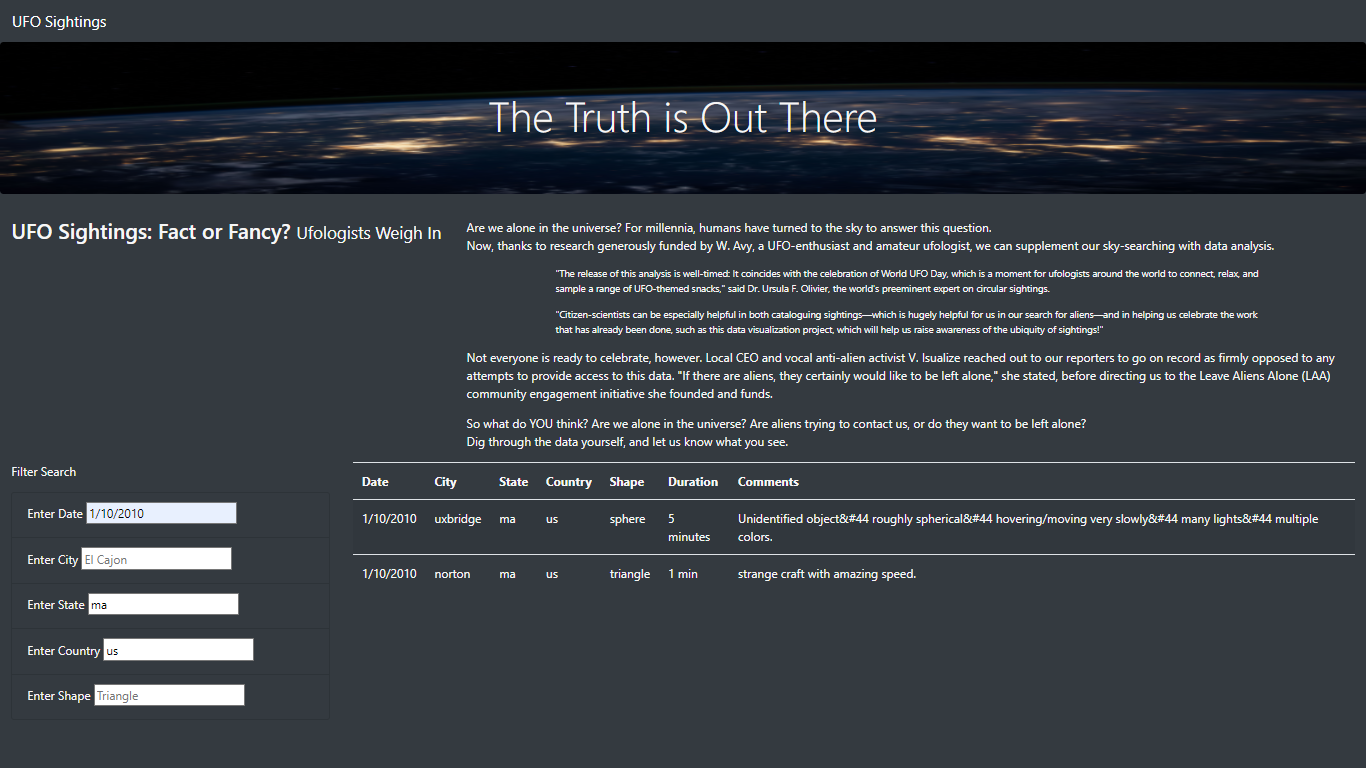 UFO Sightings
The Truth is Out There
UFO Sightings: Fact or Fancy? Ufologists Weigh In
Are we alone in the universe? For millennia, humans have turned to the sky to answer this question.
Now, thanks to research generously funded by W. Avy, a UFO-enthusiast and amateur ufologist, we can supplement our sky-searching with data analysis.
"The release of this analysis is well-timed: It coincides with the celebration of World UFO Day, which is a moment for ufologists around the world to connect, relax, and
sample a range of UFO-themed snacks," said Dr. Ursula F. Olivier, the world's preeminent expert on circular sightings.
"Citizen-scientists can be especially helpful in both cataloguing sightings—which is hugely helpful for us in our search for aliens—and in helping us celebrate the work
that has already been done, such as this data visualization project, which will help us raise awareness of the ubiquity of sightings!"
Not everyone is ready to celebrate, however. Local CEO and vocal anti-alien activist V. Isualize reached out to our reporters to go on record as firmly opposed to any
attempts to provide access to this data. "If there are aliens, they certainly would like to be left alone," she stated, before directing us to the Leave Aliens Alone (LAA)
community engagement initiative she founded and funds.
So what do YOU think? Are we alone in the universe? Are aliens trying to contact us, or do they want to be left alone?
Dig through the data yourself, and let us know what you see.
Filter Search
Enter Date 1/10/2010
Enter City El Cajon
Enter State ma
Enter Country us
Enter Shape Triangle
Date City State Country Shape Duration Comments
1/10/2010 uxbridge ma us sphere 5 minutes Unidentified object&#44 roughly spherical&#44 hovering/moving very slowly&#44 many lights&#44 multiple
colors.
1/10/2010 norton ma us triangle 1 min strange craft with amazing speed.